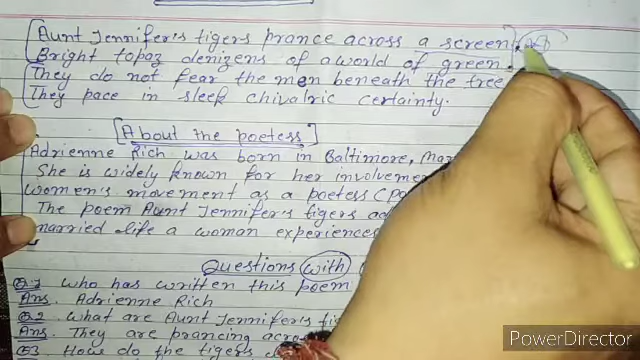 Aunt Jennifer's tigers prance across a screen,
Bright topaz denizens of a world of green.
They do not fear the men beneath the tree
They pace in sleek chivalric certainty.
About the poetess
Adrienne Rich was born in Baltimore,
She is widely known for her
women's movement as a poetess
The poem Aunt Jennifer's tigers
married life a woman experiences
Questions with
Q.1 Who has written this poem
Ans. Adrienne Rich
Q.2 What are Aunt Jennifer's
Ans. They are prancing
Q3 How do the tigers
PowerDirector